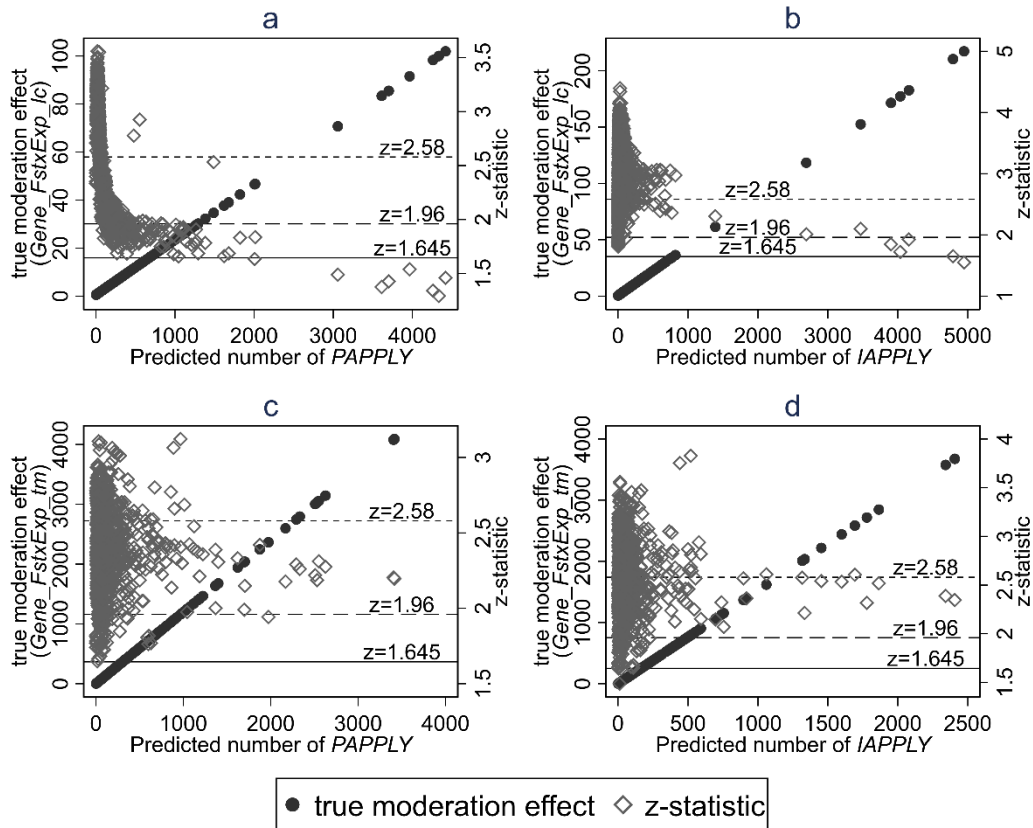 a
true moderation effect
(Gene_FstxExp_lc)
100
80
60
40
20
0
3.5
3
2.5
2
1.5
z-statistic
z=2.58
z=1.96
z=1.645
0 1000 2000 3000 4000
Predicted number of PAPPLY
b
true moderation effect
(Gene_FstxExp_lc)
200
150
100
50
0
5
4
3
2
1
z-statistic
z=2.58
z=1.96
z=1.645
0 1000 2000 3000 4000 5000
Predicted number of IAPPLY
c
true moderation effect
(Gene_FstxExp_tm)
4000
3000
2000
1000
0
3
2.5
2
1.5
z-statistic
z=2.58
z=1.96
z=1.645
0 1000 2000 3000 4000
Predicted number of PAPPLY
d
true moderation effect
(Gene_FstxExp_tm)
4000
3000
2000
1000
0
4
3.5
3
2.5
2
1.5
z-statistic
z=2.58
z=1.96
z=1.645
0 500 1000 1500 2000 2500
Predicted number of IAPPLY
true moderation effect z-statistic